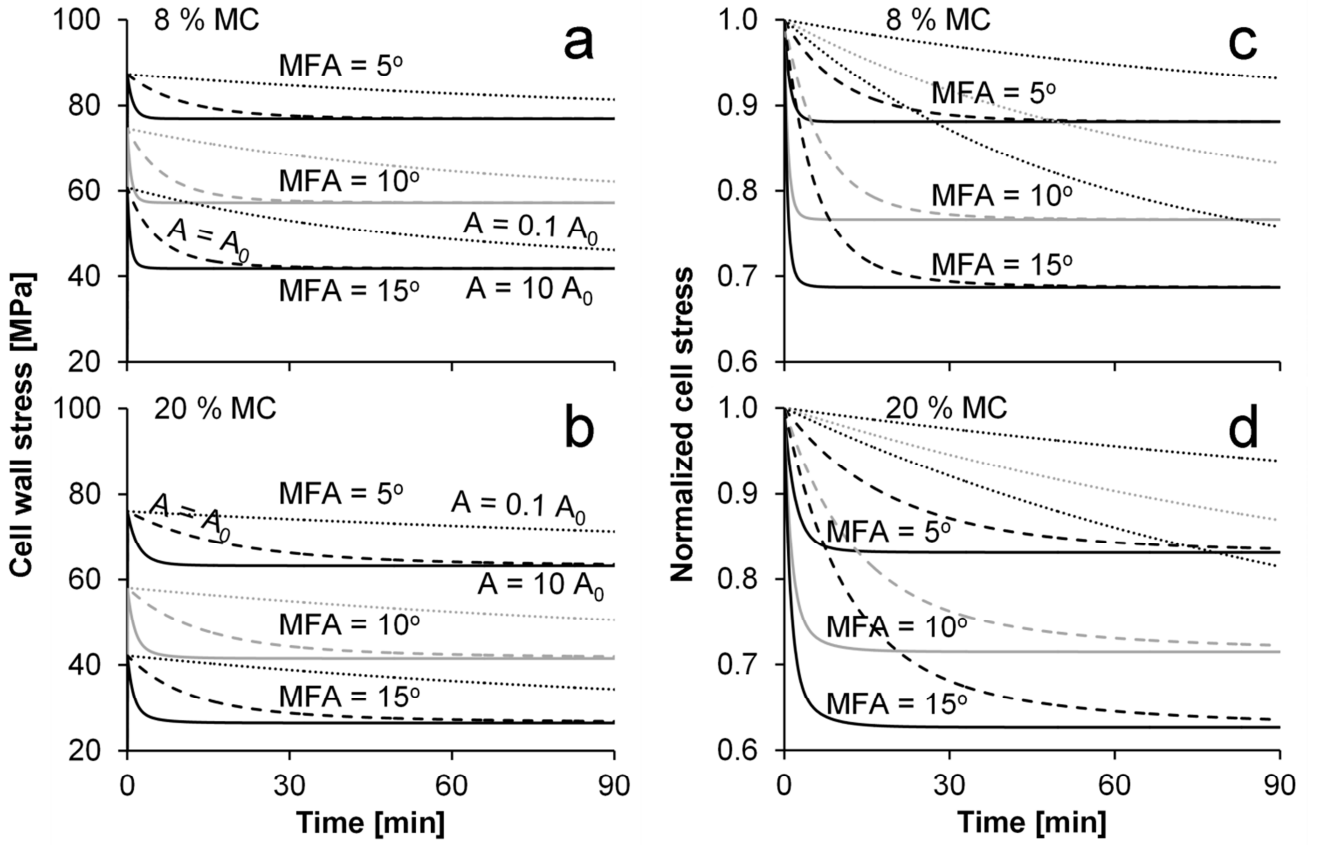 Cell wall stress [MPa]
100
80
60
40
20
8 % MC
a
MFA = 5º
MFA = 10º
A = A₀
A = 0.1 A₀
MFA = 15º
A = 10 A₀
100
80
60
40
20
20 % MC
b
MFA = 5º
A = A₀
A = 0.1 A₀
A = 10 A₀
MFA = 10º
MFA = 15º
0
30
60
90
Time [min]
Normalized cell stress
1.0
0.9
0.8
0.7
0.6
8 % MC
c
MFA = 5º
MFA = 10º
MFA = 15º
1.0
0.9
0.8
0.7
0.6
20 % MC
d
MFA = 5º
MFA = 10º
MFA = 15º
0
30
60
90
Time [min]